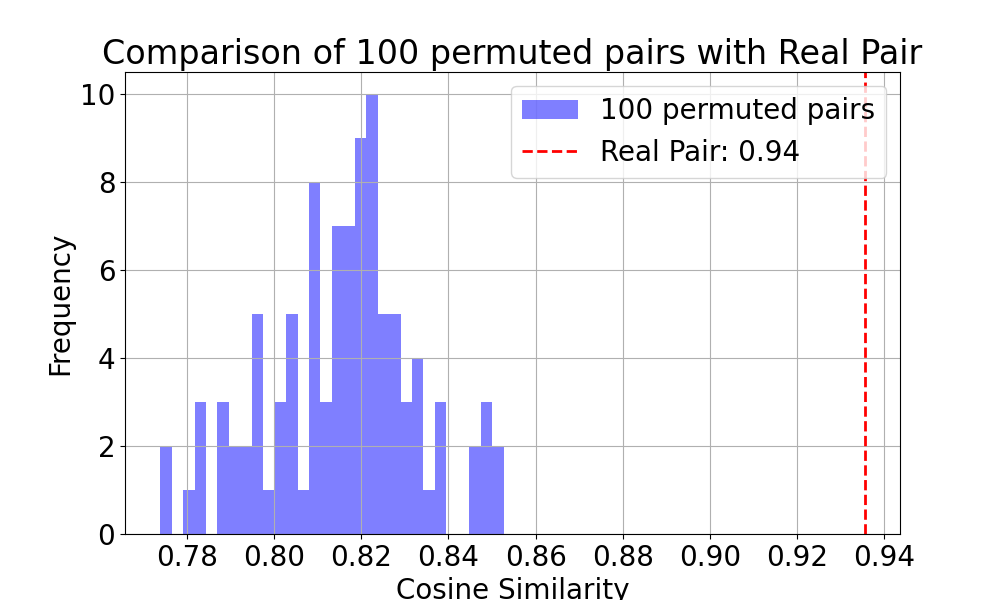 Comparison of 100 permuted pairs with Real Pair
100 permuted pairs
Real Pair: 0.94
Frequency
10
8
6
4
2
0
0.78 0.80 0.82 0.84 0.86 0.88 0.90 0.92 0.94
Cosine Similarity